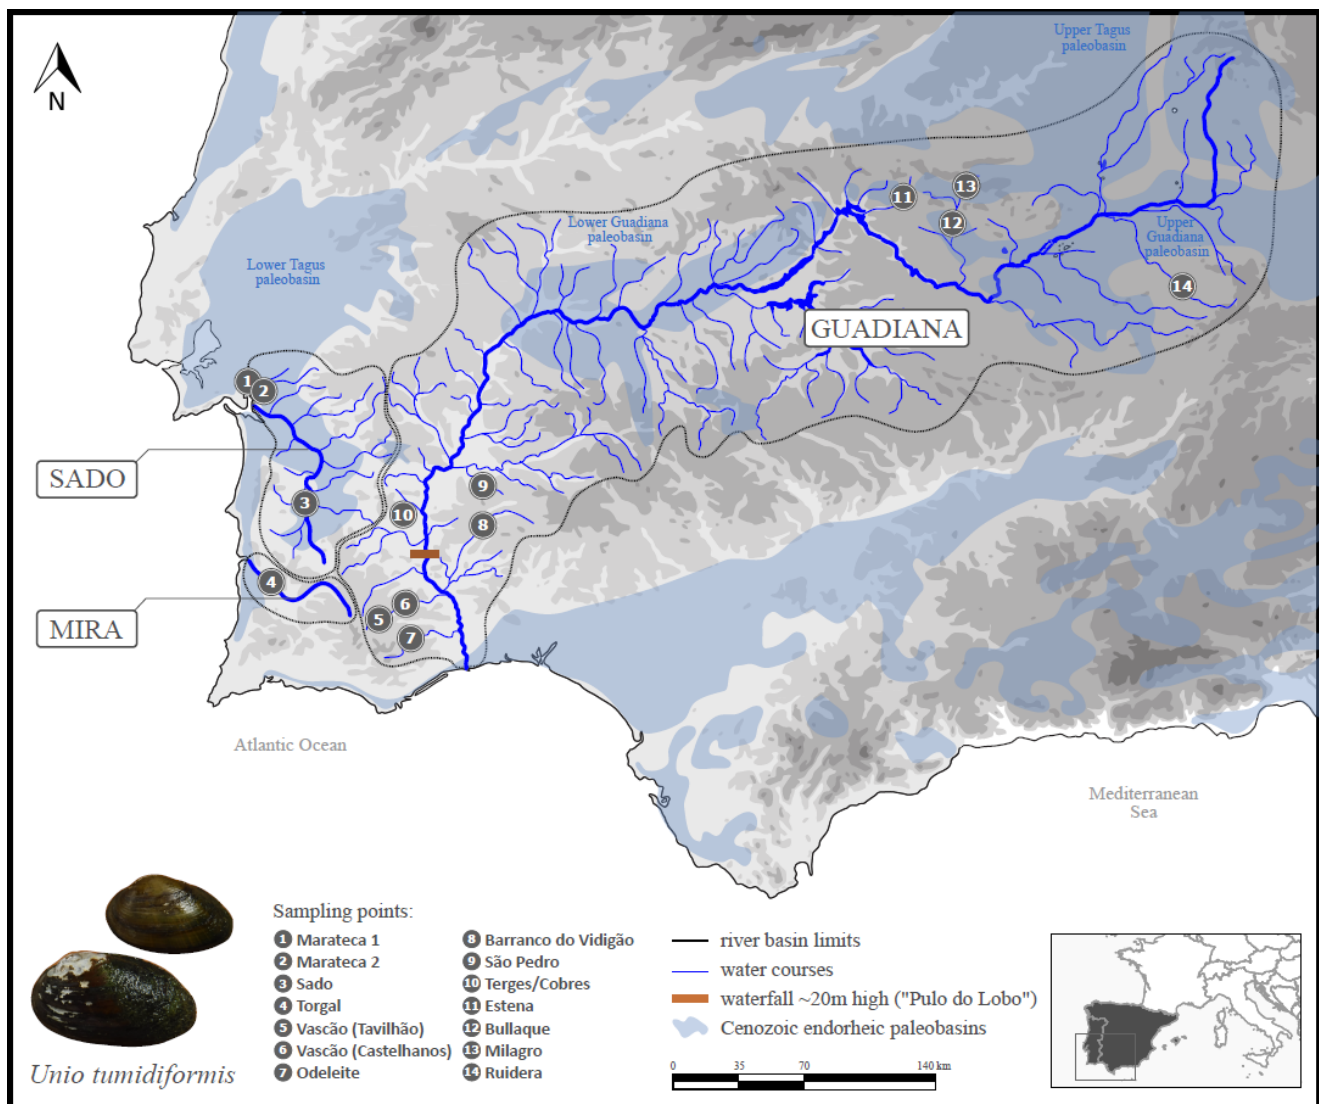 N
Upper Tagus
paleobasin
Lower Guadiana
paleobasin
Upper
Guadiana
paleobasin
Lower Tagus
paleobasin
11
13
12
14
GUADIANA
1
2
SADO
3
9
10
8
4
MIRA
6
5
7
Atlantic Ocean
Mediterranean
Sea
Unio tumidiformis
Sampling points:
1 Marateca 1
2 Marateca 2
3 Sado
4 Torgal
5 Vascão (Tavilhão)
6 Vascão (Castelhanos)
7 Odeleite
8 Barranco do Vidigão
9 São Pedro
10 Terges/Cobres
11 Estena
12 Bullaque
13 Milagro
14 Ruidera
river basin limits
water courses
waterfall ~20m high ("Pulo do Lobo")
Cenozoic endorheic paleobasins
0 35 70 140 km